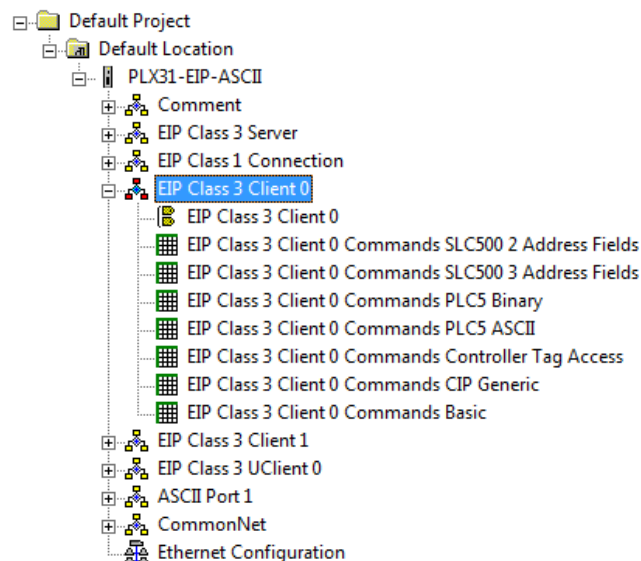 Default Project
Default Location
PLX31-EIP-ASCII
Comment
EIP Class 3 Server
EIP Class 1 Connection
EIP Class 3 Client 0
EIP Class 3 Client 0
EIP Class 3 Client 0 Commands SLC500 2 Address Fields
EIP Class 3 Client 0 Commands SLC500 3 Address Fields
EIP Class 3 Client 0 Commands PLC5 Binary
EIP Class 3 Client 0 Commands PLC5 ASCII
EIP Class 3 Client 0 Commands Controller Tag Access
EIP Class 3 Client 0 Commands CIP Generic
EIP Class 3 Client 0 Commands Basic
EIP Class 3 Client 1
EIP Class 3 UClient 0
ASCII Port 1
CommonNet
Ethernet Configuration